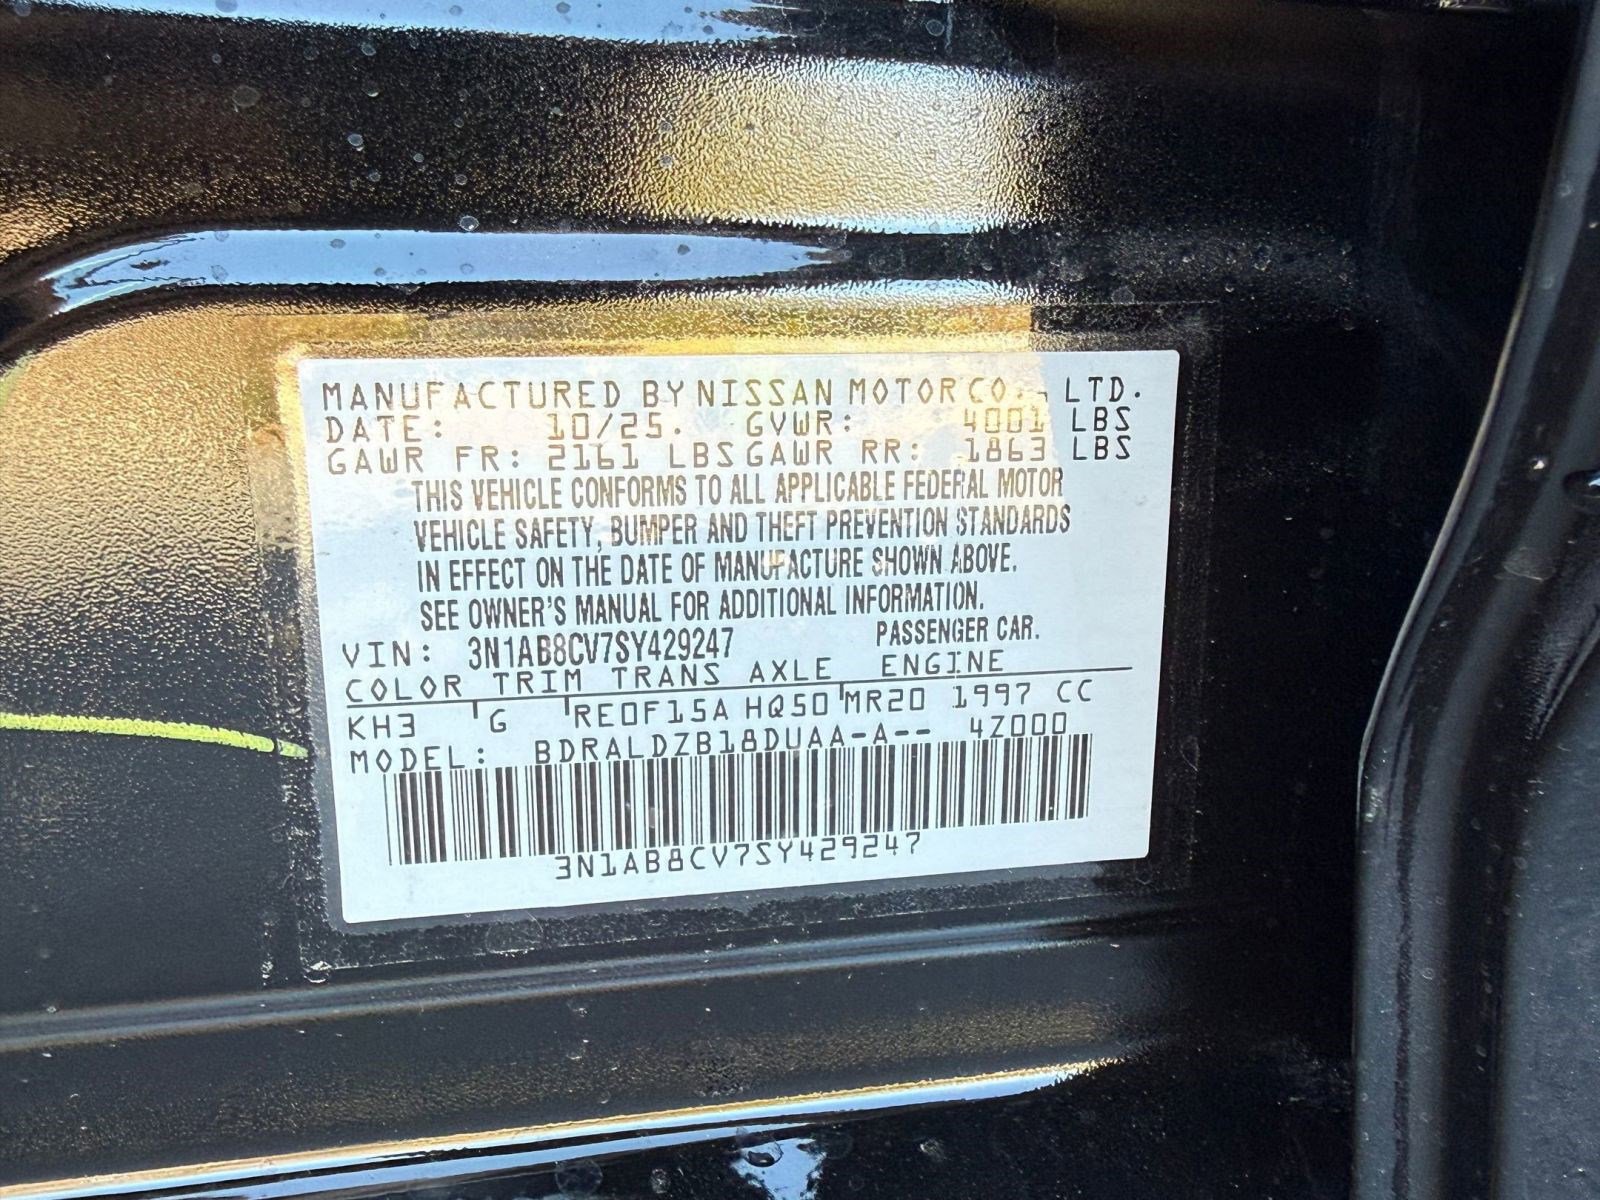 MANUFACTURED BY NISSAN MOTOR CO., LTD.
DATE: 10/25. GVWR: 4001 LBS
GAWR FR: 2161 LBS GAWR RR: 1863 LBS
THIS VEHICLE CONFORMS TO ALL APPLICABLE FEDERAL MOTOR
VEHICLE SAFETY, BUMPER AND THEFT PREVENTION STANDARDS
IN EFFECT ON THE DATE OF MANUFACTURE SHOWN ABOVE.
SEE OWNER'S MANUAL FOR ADDITIONAL INFORMATION.
VIN: 3N1AB8CV7SY429247 PASSENGER CAR.
COLOR TRIM TRANS AXLE ENGINE
KH3 G RE0F15A HQ50 MR20 1997 CC
MODEL: BDRALDZB18DUAA-A-- 4Z000
3N1AB8CV7SY429247